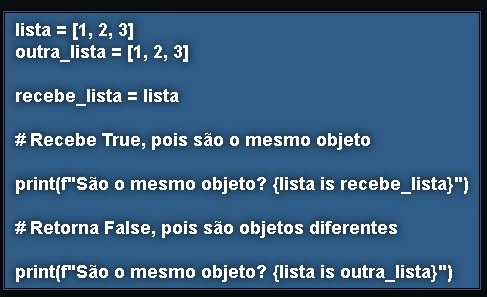 lista = [1, 2, 3]
outra_lista = [1, 2, 3]
recebe_lista = lista
# Recebe True, pois são o mesmo objeto
print(f"São o mesmo objeto? {lista is recebe_lista}")
# Retorna False, pois são objetos diferentes
print(f"São o mesmo objeto? {lista is outra_lista}")